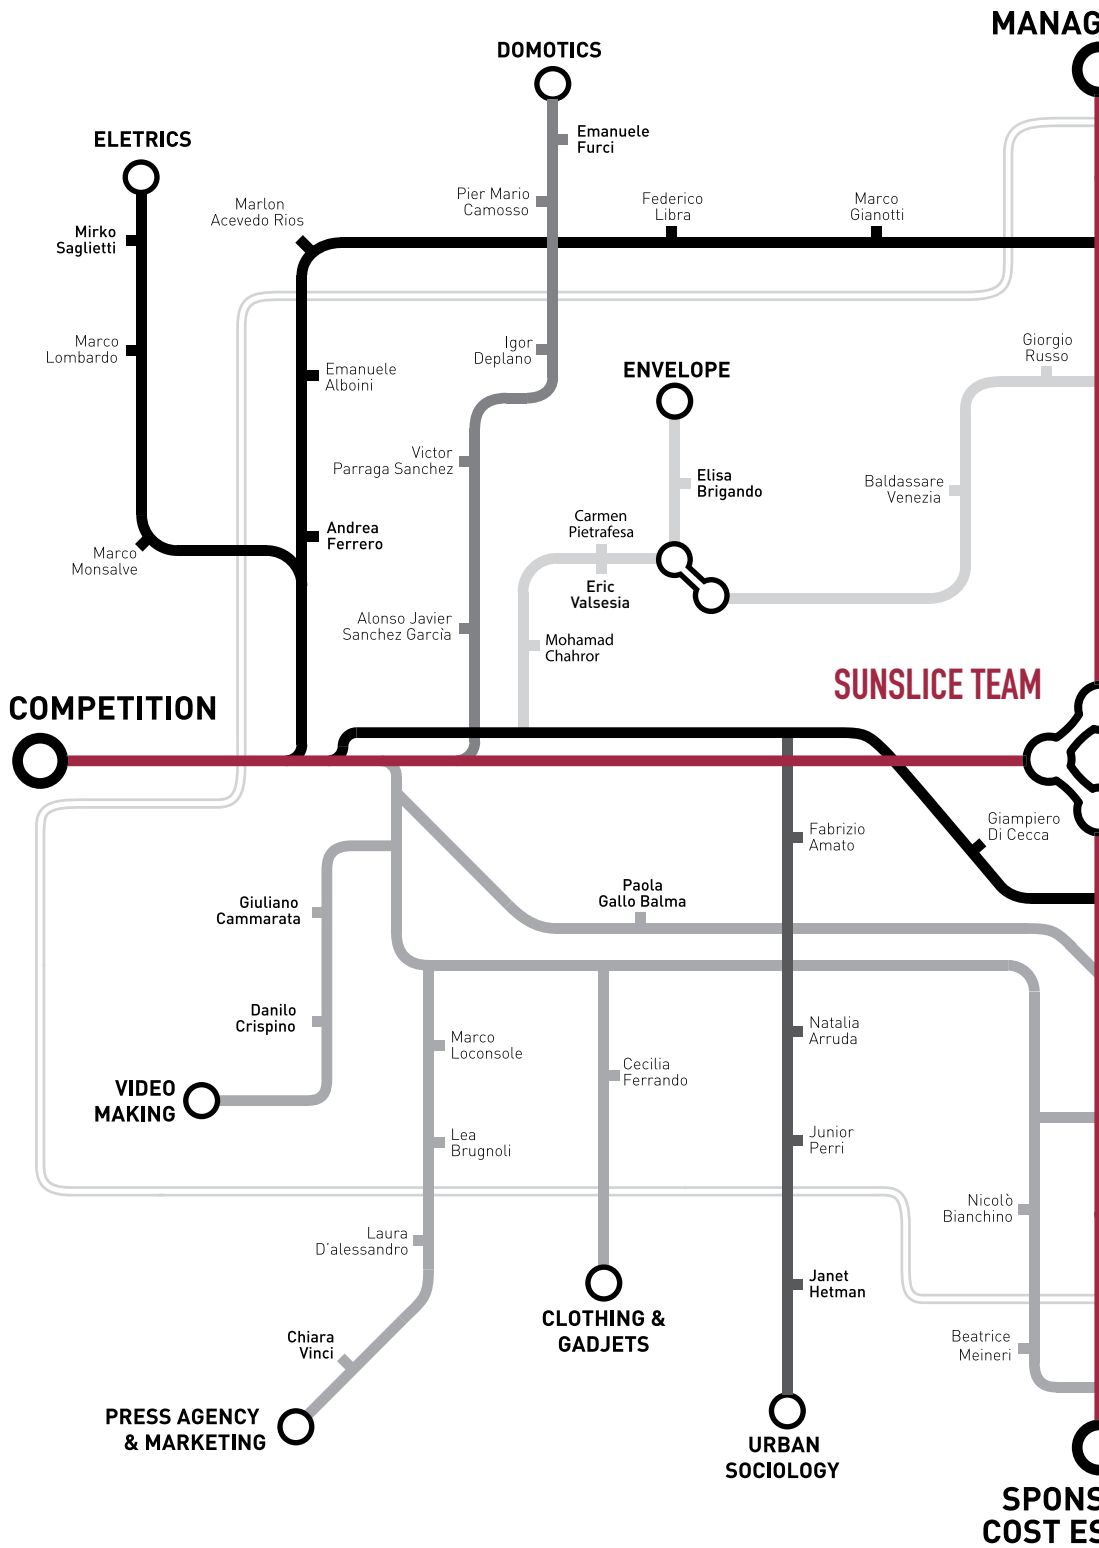 MANAG
DOMOTICS
Emanuele
Furci
ELETRICS
Pier Mario
Camosso
Federico
Libra
Marco
Gianotti
Marlon
Acevedo Rios
Mirko
Saglietti
Marco
Lombardo
Igor
Deplano
Giorgio
Russo
Emanuele
Alboini
ENVELOPE
Victor
Parraga Sanchez
Elisa
Brigando
Baldassare
Venezia
Carmen
Pietrafesa
Andrea
Ferrero
Marco
Monsalve
Eric
Valsesia
Alonso Javier
Sanchez Garcìa
Mohamad
Chahror
SUNSLICE TEAM
COMPETITION
Fabrizio
Amato
Giampiero
Di Cecca
Paola
Gallo Balma
Giuliano
Cammarata
Danilo
Crispino
Natalia
Arruda
Marco
Loconsole
Cecilia
Ferrando
VIDEO
MAKING
Lea
Brugnoli
Junior
Perri
Nicolò
Bianchino
Laura
D'alessandro
Janet
Hetman
CLOTHING &
GADJETS
Chiara
Vinci
Beatrice
Meineri
PRESS AGENCY
& MARKETING
URBAN
SOCIOLOGY
SPONS
COST ES